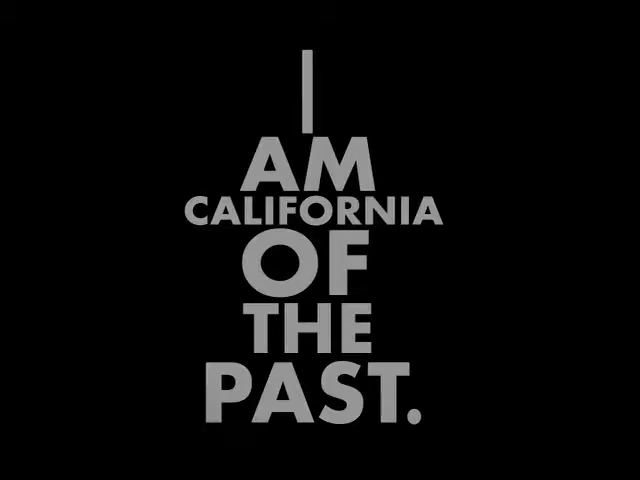 I
AM
CALIFORNIA
OF
THE
PAST.